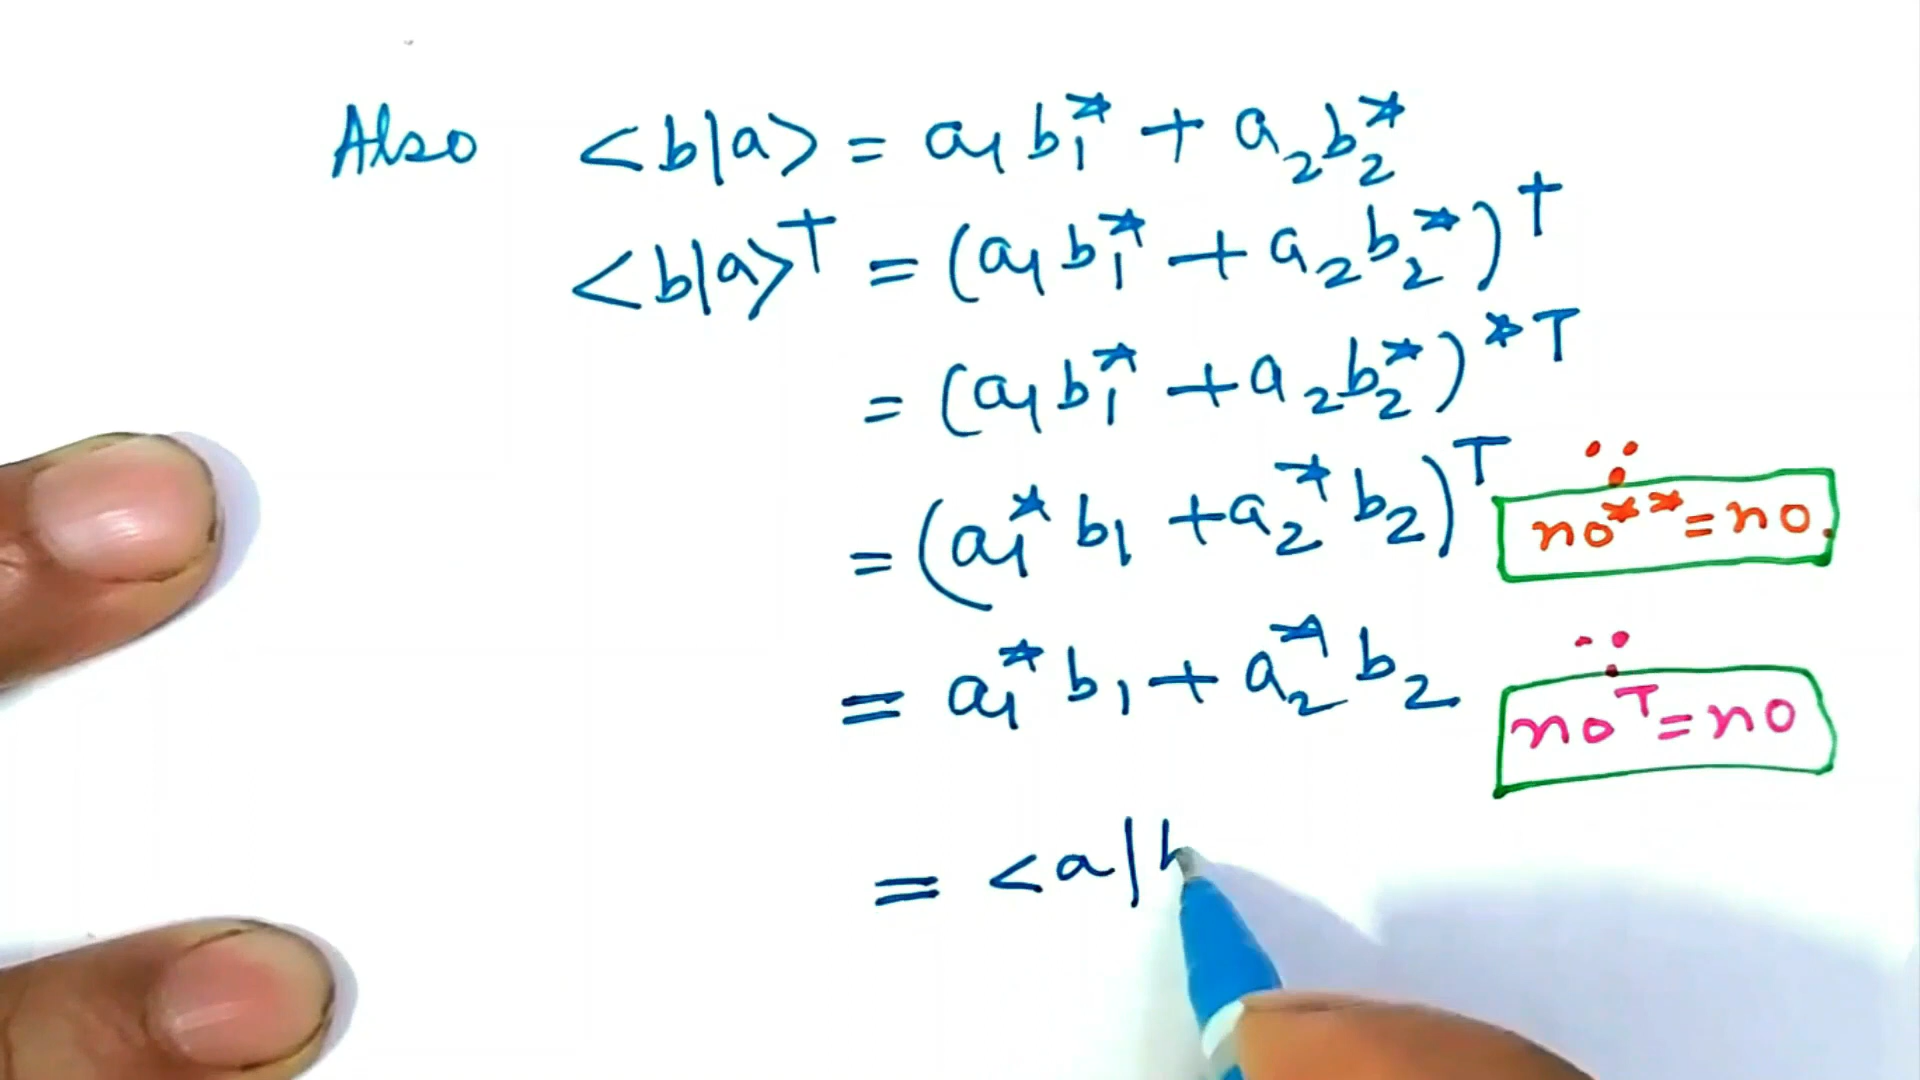 Also <b|a> = a₁b₁* + a₂b₂*
<b|a>† = (a₁b₁* + a₂b₂*)†
= (a₁b₁* + a₂b₂*)*ᵀ
= (a₁*b₁ + a₂*b₂)ᵀ ∵ no** = no.
= a₁*b₁ + a₂*b₂ ∵ noᵀ = no
= <a|b